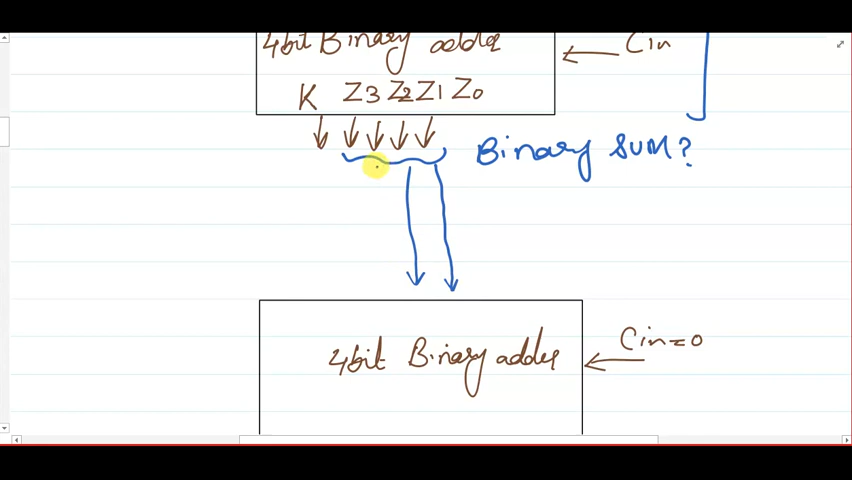 4bit Binary adder
Cin
K Z3 Z2 Z1 Z0
Binary SUM?
4bit Binary adder
Cin=0